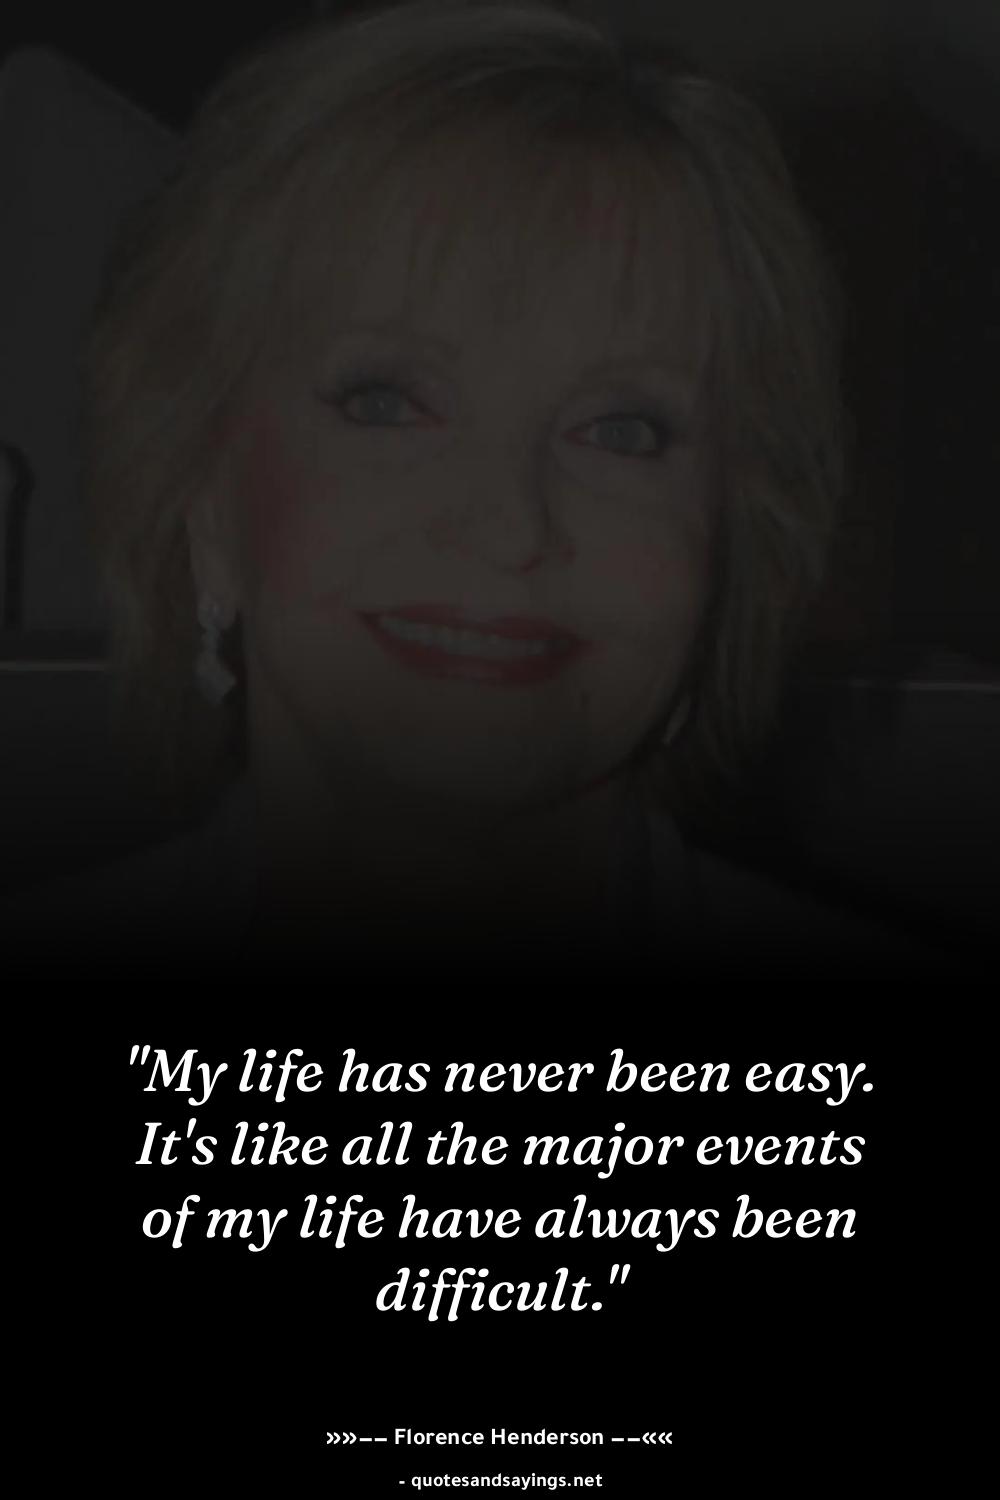 "My life has never been easy.
It's like all the major events
of my life have always been
difficult."
»»−− Florence Henderson −−««
- quotesandsayings.net